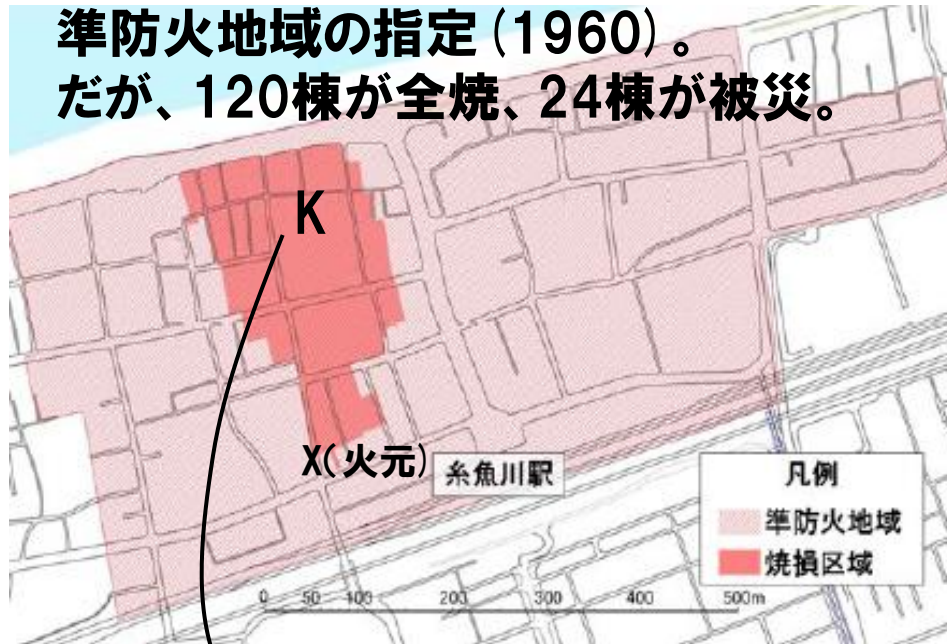 準防火地域の指定(1960)。
だが、120棟が全焼、24棟が被災。
K
X(火元)
糸魚川駅
凡例
準防火地域
焼損区域
0 50 100 200 300 400 500m